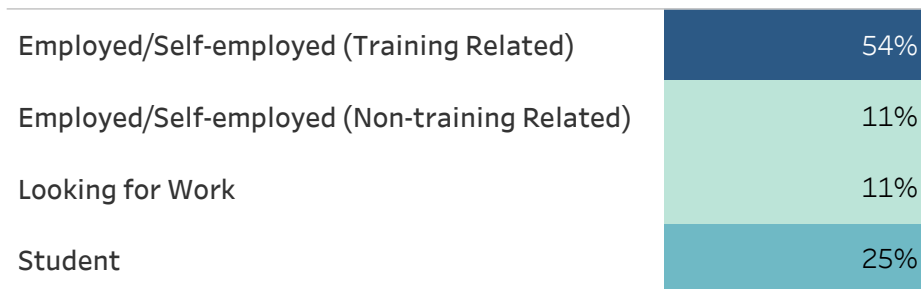 Employed/Self-employed (Training Related) 54%
Employed/Self-employed (Non-training Related) 11%
Looking for Work 11%
Student 25%